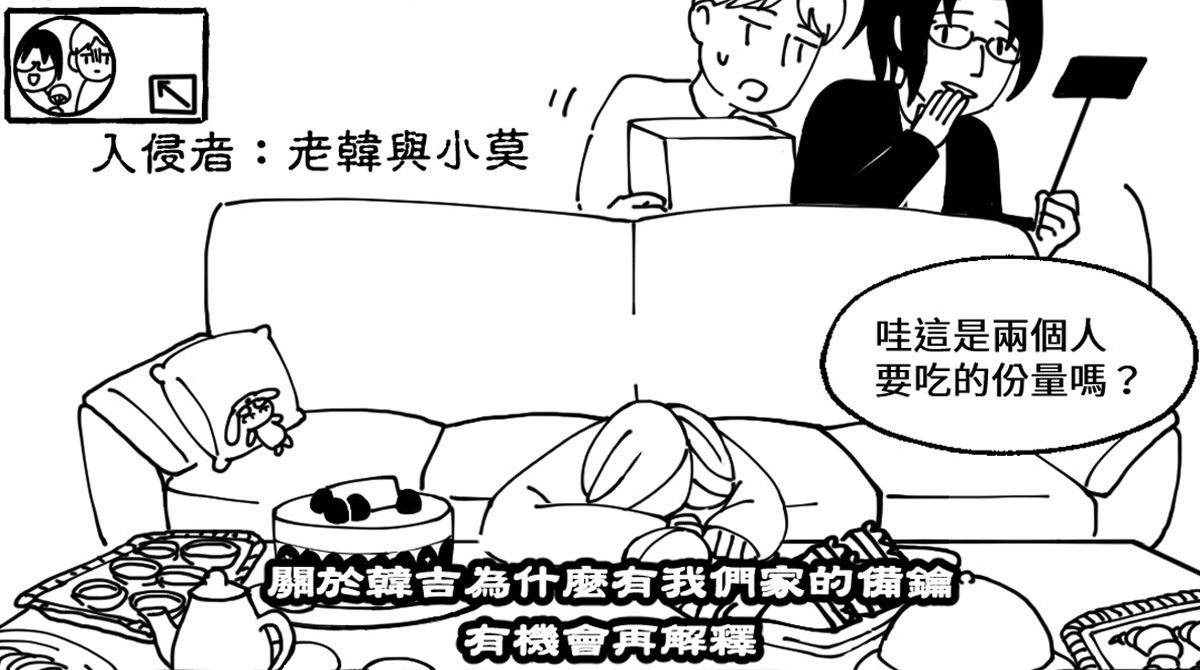 入侵者：老韓與小莫
哇這是兩個人
要吃的份量嗎？
關於韓吉為什麼有我們家的備鑰
有機會再解釋